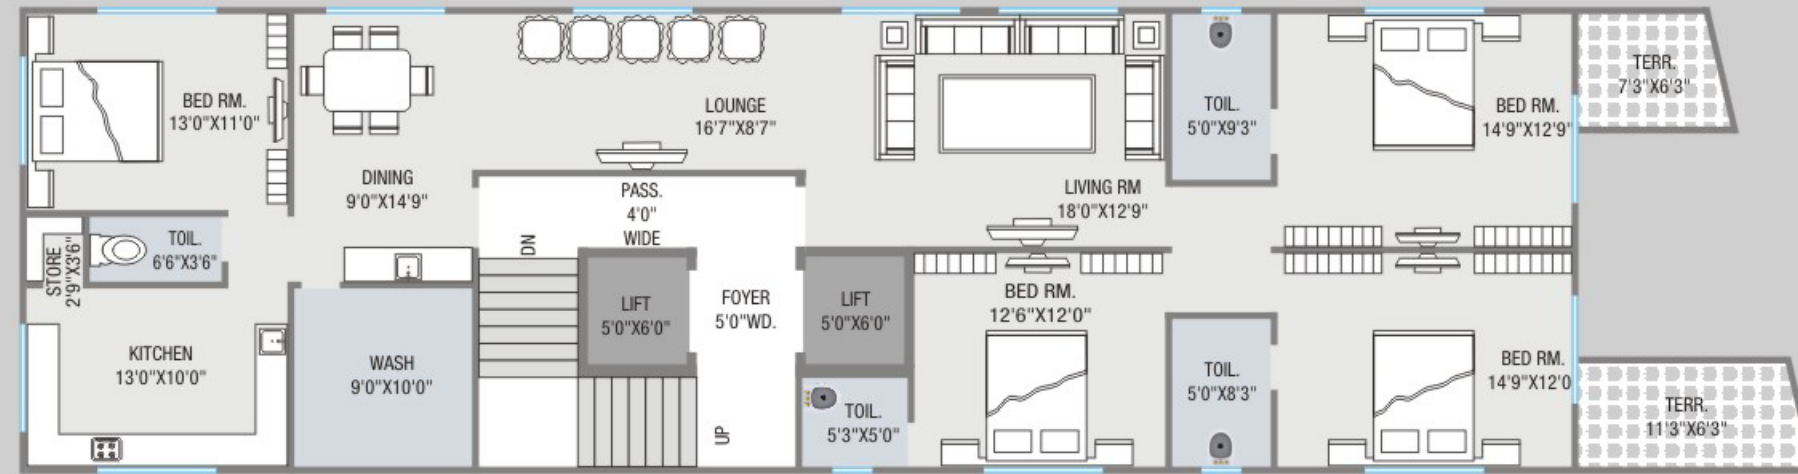 BED RM.
13'0"X11'0"
DINING
9'0"X14'9"
LOUNGE
16'7"X8'7"
LIVING RM
18'0"X12'9"
TOIL.
5'0"X9'3"
BED RM.
14'9"X12'9"
TERR.
7'3"X6'3"
STORE
2'9"X3'6"
TOIL.
6'6"X3'6"
PASS.
4'0"
WIDE
DN
LIFT
5'0"X6'0"
FOYER
5'0"WD.
LIFT
5'0"X6'0"
BED RM.
12'6"X12'0"
KITCHEN
13'0"X10'0"
WASH
9'0"X10'0"
UP
TOIL.
5'3"X5'0"
TOIL.
5'0"X8'3"
BED RM.
14'9"X12'0
TERR.
11'3"X6'3"